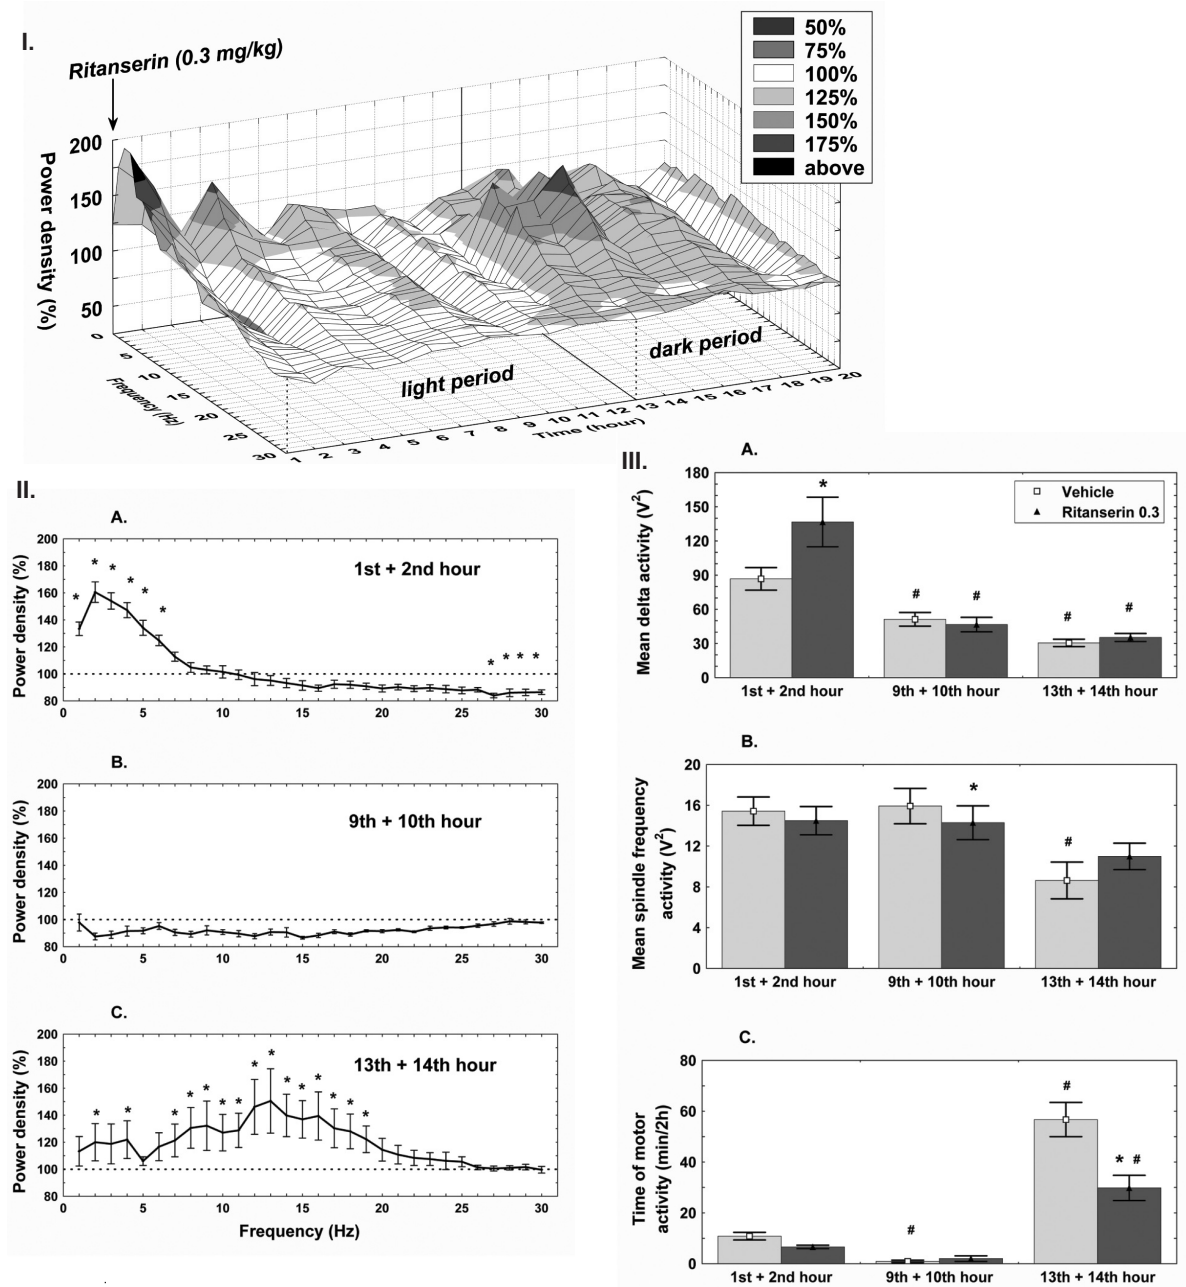 I.
Ritanserin (0.3 mg/kg)
50%
75%
100%
125%
150%
175%
above
Power density (%)
200
150
100
50
0
5
10
15
20
25
30
Frequency (Hz)
light period
dark period
1 2 3 4 5 6 7 8 9 10 11 12 13 14 15 16 17 18 19 20
Time (hour)
II.
A.
1st + 2nd hour
Power density (%)
200
180
160
140
120
100
80
* * * * * * * * * *
0 5 10 15 20 25 30
B.
9th + 10th hour
Power density (%)
200
180
160
140
120
100
80
0 5 10 15 20 25 30
C.
13th + 14th hour
Power density (%)
200
180
160
140
120
100
80
* * * * * * * * * * * * * * *
0 5 10 15 20 25 30
Frequency (Hz)
III.
A.
Mean delta activity (V²)
180
150
120
90
60
30
0
Vehicle
Ritanserin 0.3
* # # # #
1st + 2nd hour 9th + 10th hour 13th + 14th hour
B.
Mean spindle frequency
activity (V²)
20
16
12
8
4
0
* #
1st + 2nd hour 9th + 10th hour 13th + 14th hour
C.
Time of motor
activity (min/2h)
80
60
40
20
0
# # * #
1st + 2nd hour 9th + 10th hour 13th + 14th hour